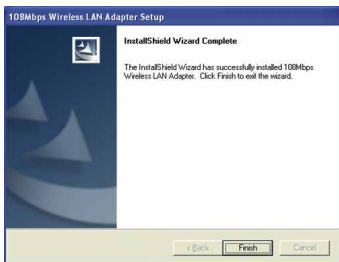 108Mbps Wireless LAN Adapter Setup
InstallShield Wizard Complete
The InstallShield Wizard has successfully installed 108Mbps
Wireless LAN Adapter. Click Finish to exit the wizard.
< Back
Finish
Cancel